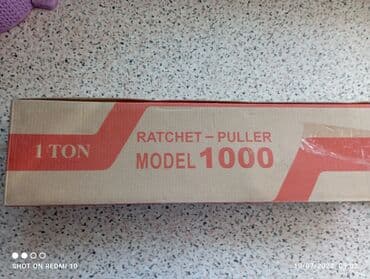 1 TON
RATCHET – PULLER
MODEL 1000
SHOT ON REDMI 10